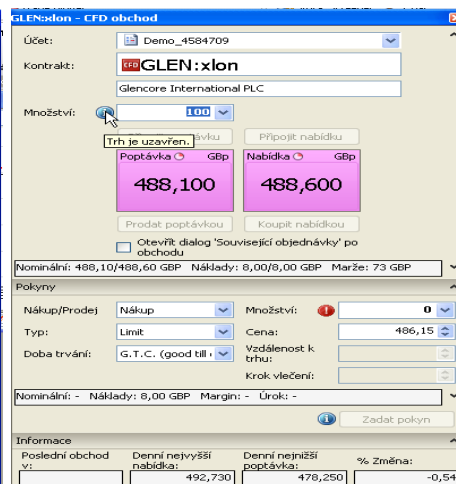 GLEN:xlon - CFD obchod
Účet: Demo_4584709
Kontrakt: CFD GLEN:xlon
Glencore International PLC
Množství: 100
Trh je uzavřen. ávku Připojit nabídku
Poptávka GBp Nabídka GBp
488,100 488,600
Prodat poptávkou Koupit nabídkou
Otevřít dialog 'Související objednávky' po
obchodu
Nominální: 488,10/488,60 GBP Náklady: 8,00/8,00 GBP Marže: 73 GBP
Pokyny
Nákup/Prodej Nákup Množství: 0
Typ: Limit Cena: 486,15
Doba trvání: G.T.C. (good till Vzdálenost k
trhu:
Krok vlečení:
Nominální: - Náklady: 8,00 GBP Margin: - Úrok: -
Zadat pokyn
Informace
Poslední obchod Denní nejvyšší Denní nejnižší % Změna:
v: nabídka: poptávka:
492,730 478,250 -0,54